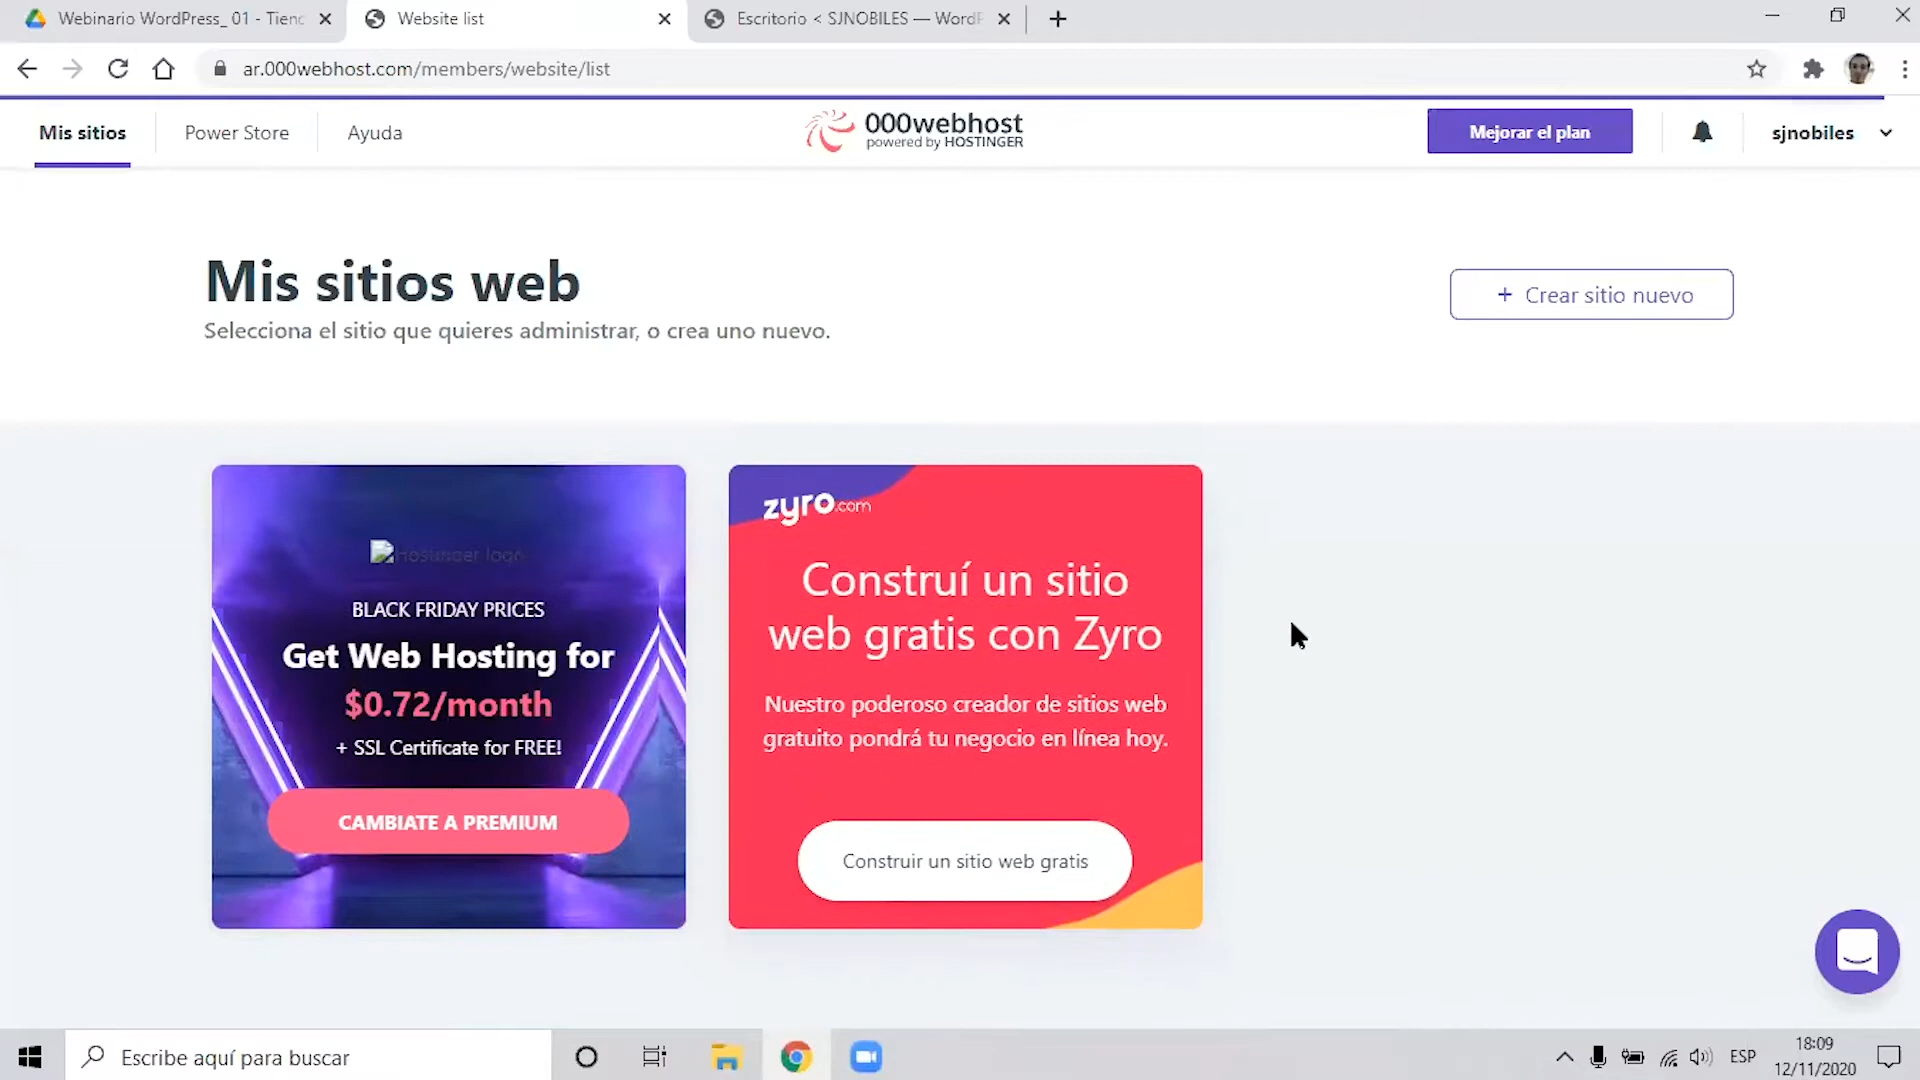 Webinario WordPress_ 01 - Tiend
Website list
Escritorio < SJNOBILES — WordP
ar.000webhost.com/members/website/list
Mis sitios
Power Store
Ayuda
000webhost
powered by HOSTINGER
Mejorar el plan
sjnobiles
Mis sitios web
Selecciona el sitio que quieres administrar, o crea uno nuevo.
+ Crear sitio nuevo
Hostinger logo
BLACK FRIDAY PRICES
Get Web Hosting for
$0.72/month
+ SSL Certificate for FREE!
CAMBIATE A PREMIUM
zyro.com
Construí un sitio
web gratis con Zyro
Nuestro poderoso creador de sitios web
gratuito pondrá tu negocio en línea hoy.
Construir un sitio web gratis
Escribe aquí para buscar
ESP
18:09
12/11/2020